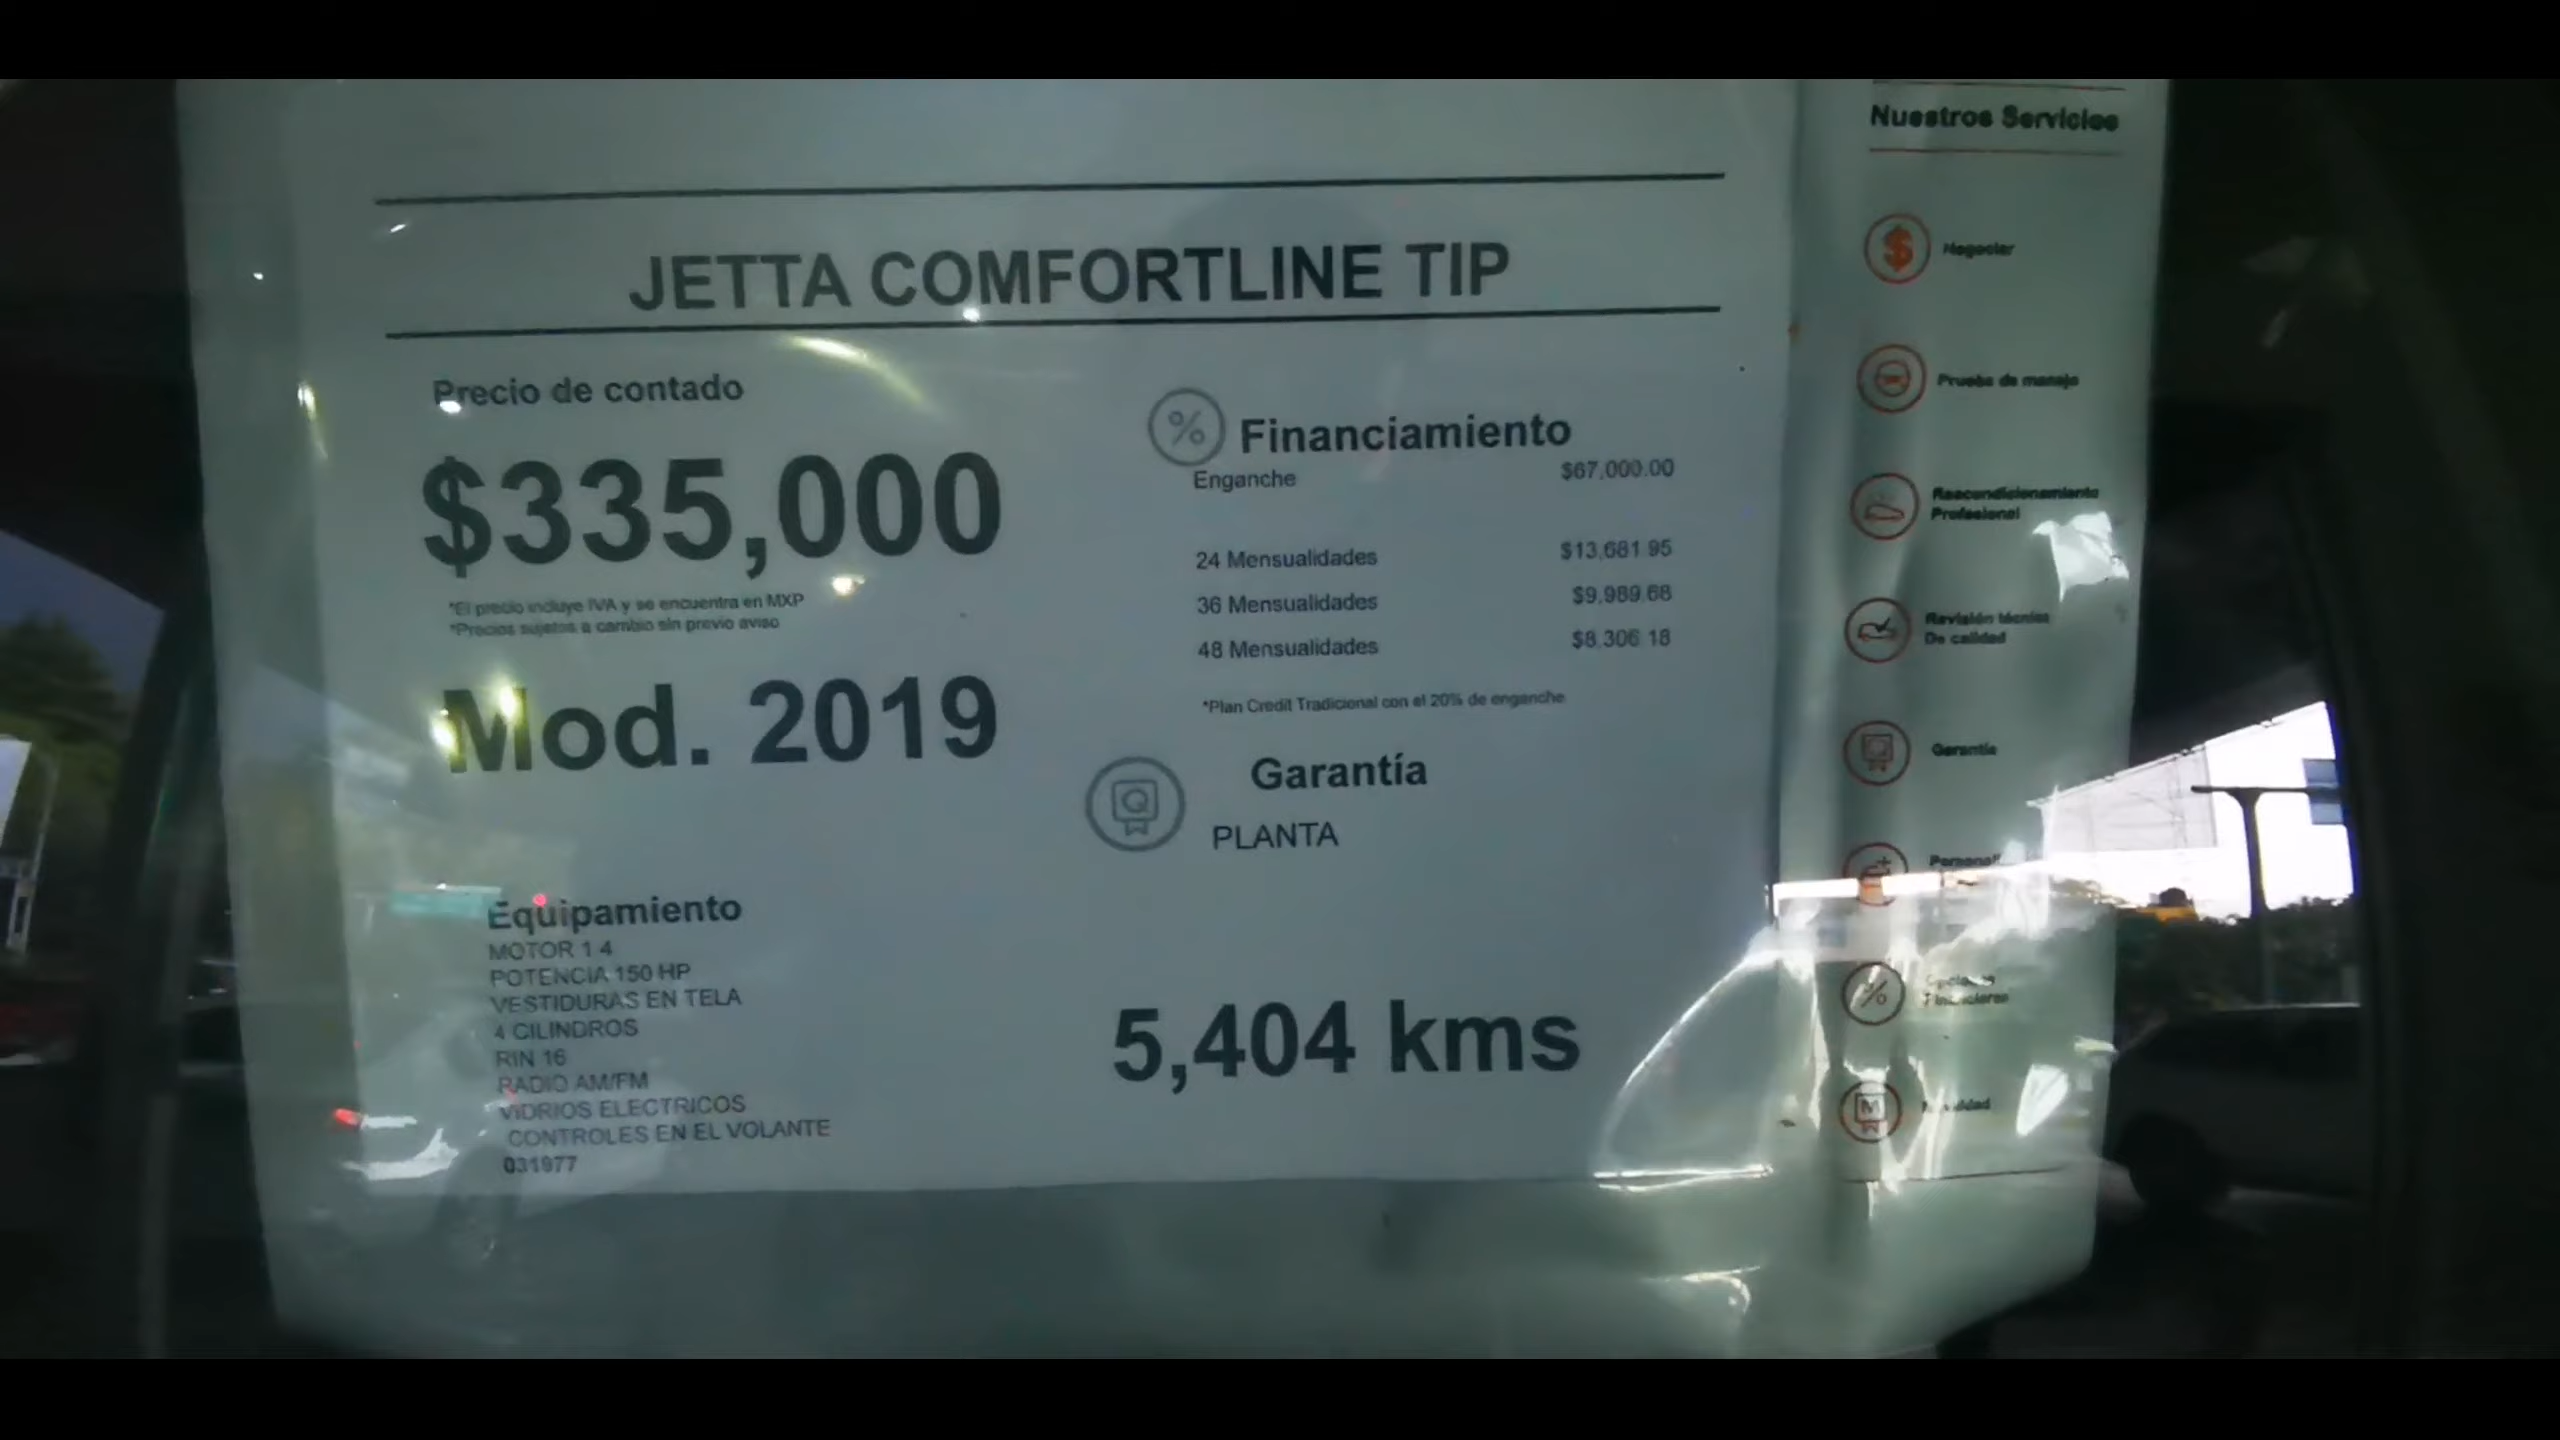 JETTA COMFORTLINE TIP
Precio de contado
$335,000
*El precio incluye IVA y se encuentra en MXP
*Precios sujetos a cambio sin previo aviso
Mod. 2019
Equipamiento
MOTOR 1.4
POTENCIA 150 HP
VESTIDURAS EN TELA
4 CILINDROS
RIN 16
RADIO AM/FM
VIDRIOS ELECTRICOS
CONTROLES EN EL VOLANTE
031977
% Financiamiento
Enganche $67,000.00
24 Mensualidades $13,681.95
36 Mensualidades $9,989.68
48 Mensualidades $8,306.18
*Plan Credit Tradicional con el 20% de enganche
Garantía
Q
PLANTA
5,404 kms
Nuestros Servicios
$ Negociar
Prueba de manejo
Reacondicionamiento
Profesional
Revisión técnica
De calidad
Garantía
%
Financieros
M